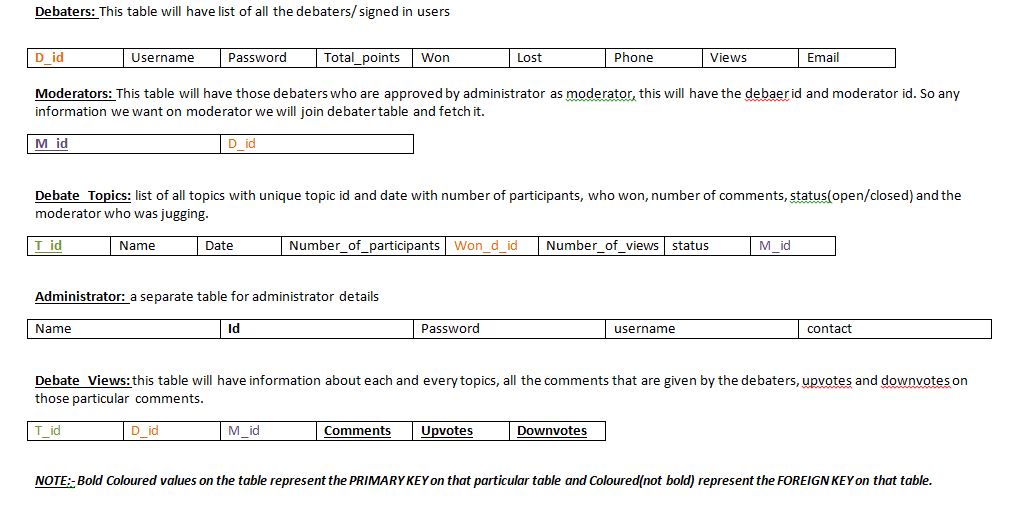 Debaters: This table will have list of all the debaters/ signed in users
D_id Username Password Total_points Won Lost Phone Views Email
Moderators: This table will have those debaters who are approved by administrator as moderator, this will have the debaer id and moderator id. So any
information we want on moderator we will join debater table and fetch it.
M_id D_id
Debate_Topics: list of all topics with unique topic id and date with number of participants, who won, number of comments, status(open/closed) and the
moderator who was jugging.
T_id Name Date Number_of_participants Won_d_id Number_of_views status M_id
Administrator: a separate table for administrator details
Name Id Password username contact
Debate_Views: this table will have information about each and every topics, all the comments that are given by the debaters, upvotes and downvotes on
those particular comments.
T_id D_id M_id Comments Upvotes Downvotes
NOTE:- Bold Coloured values on the table represent the PRIMARY KEY on that particular table and Coloured(not bold) represent the FOREIGN KEY on that table.